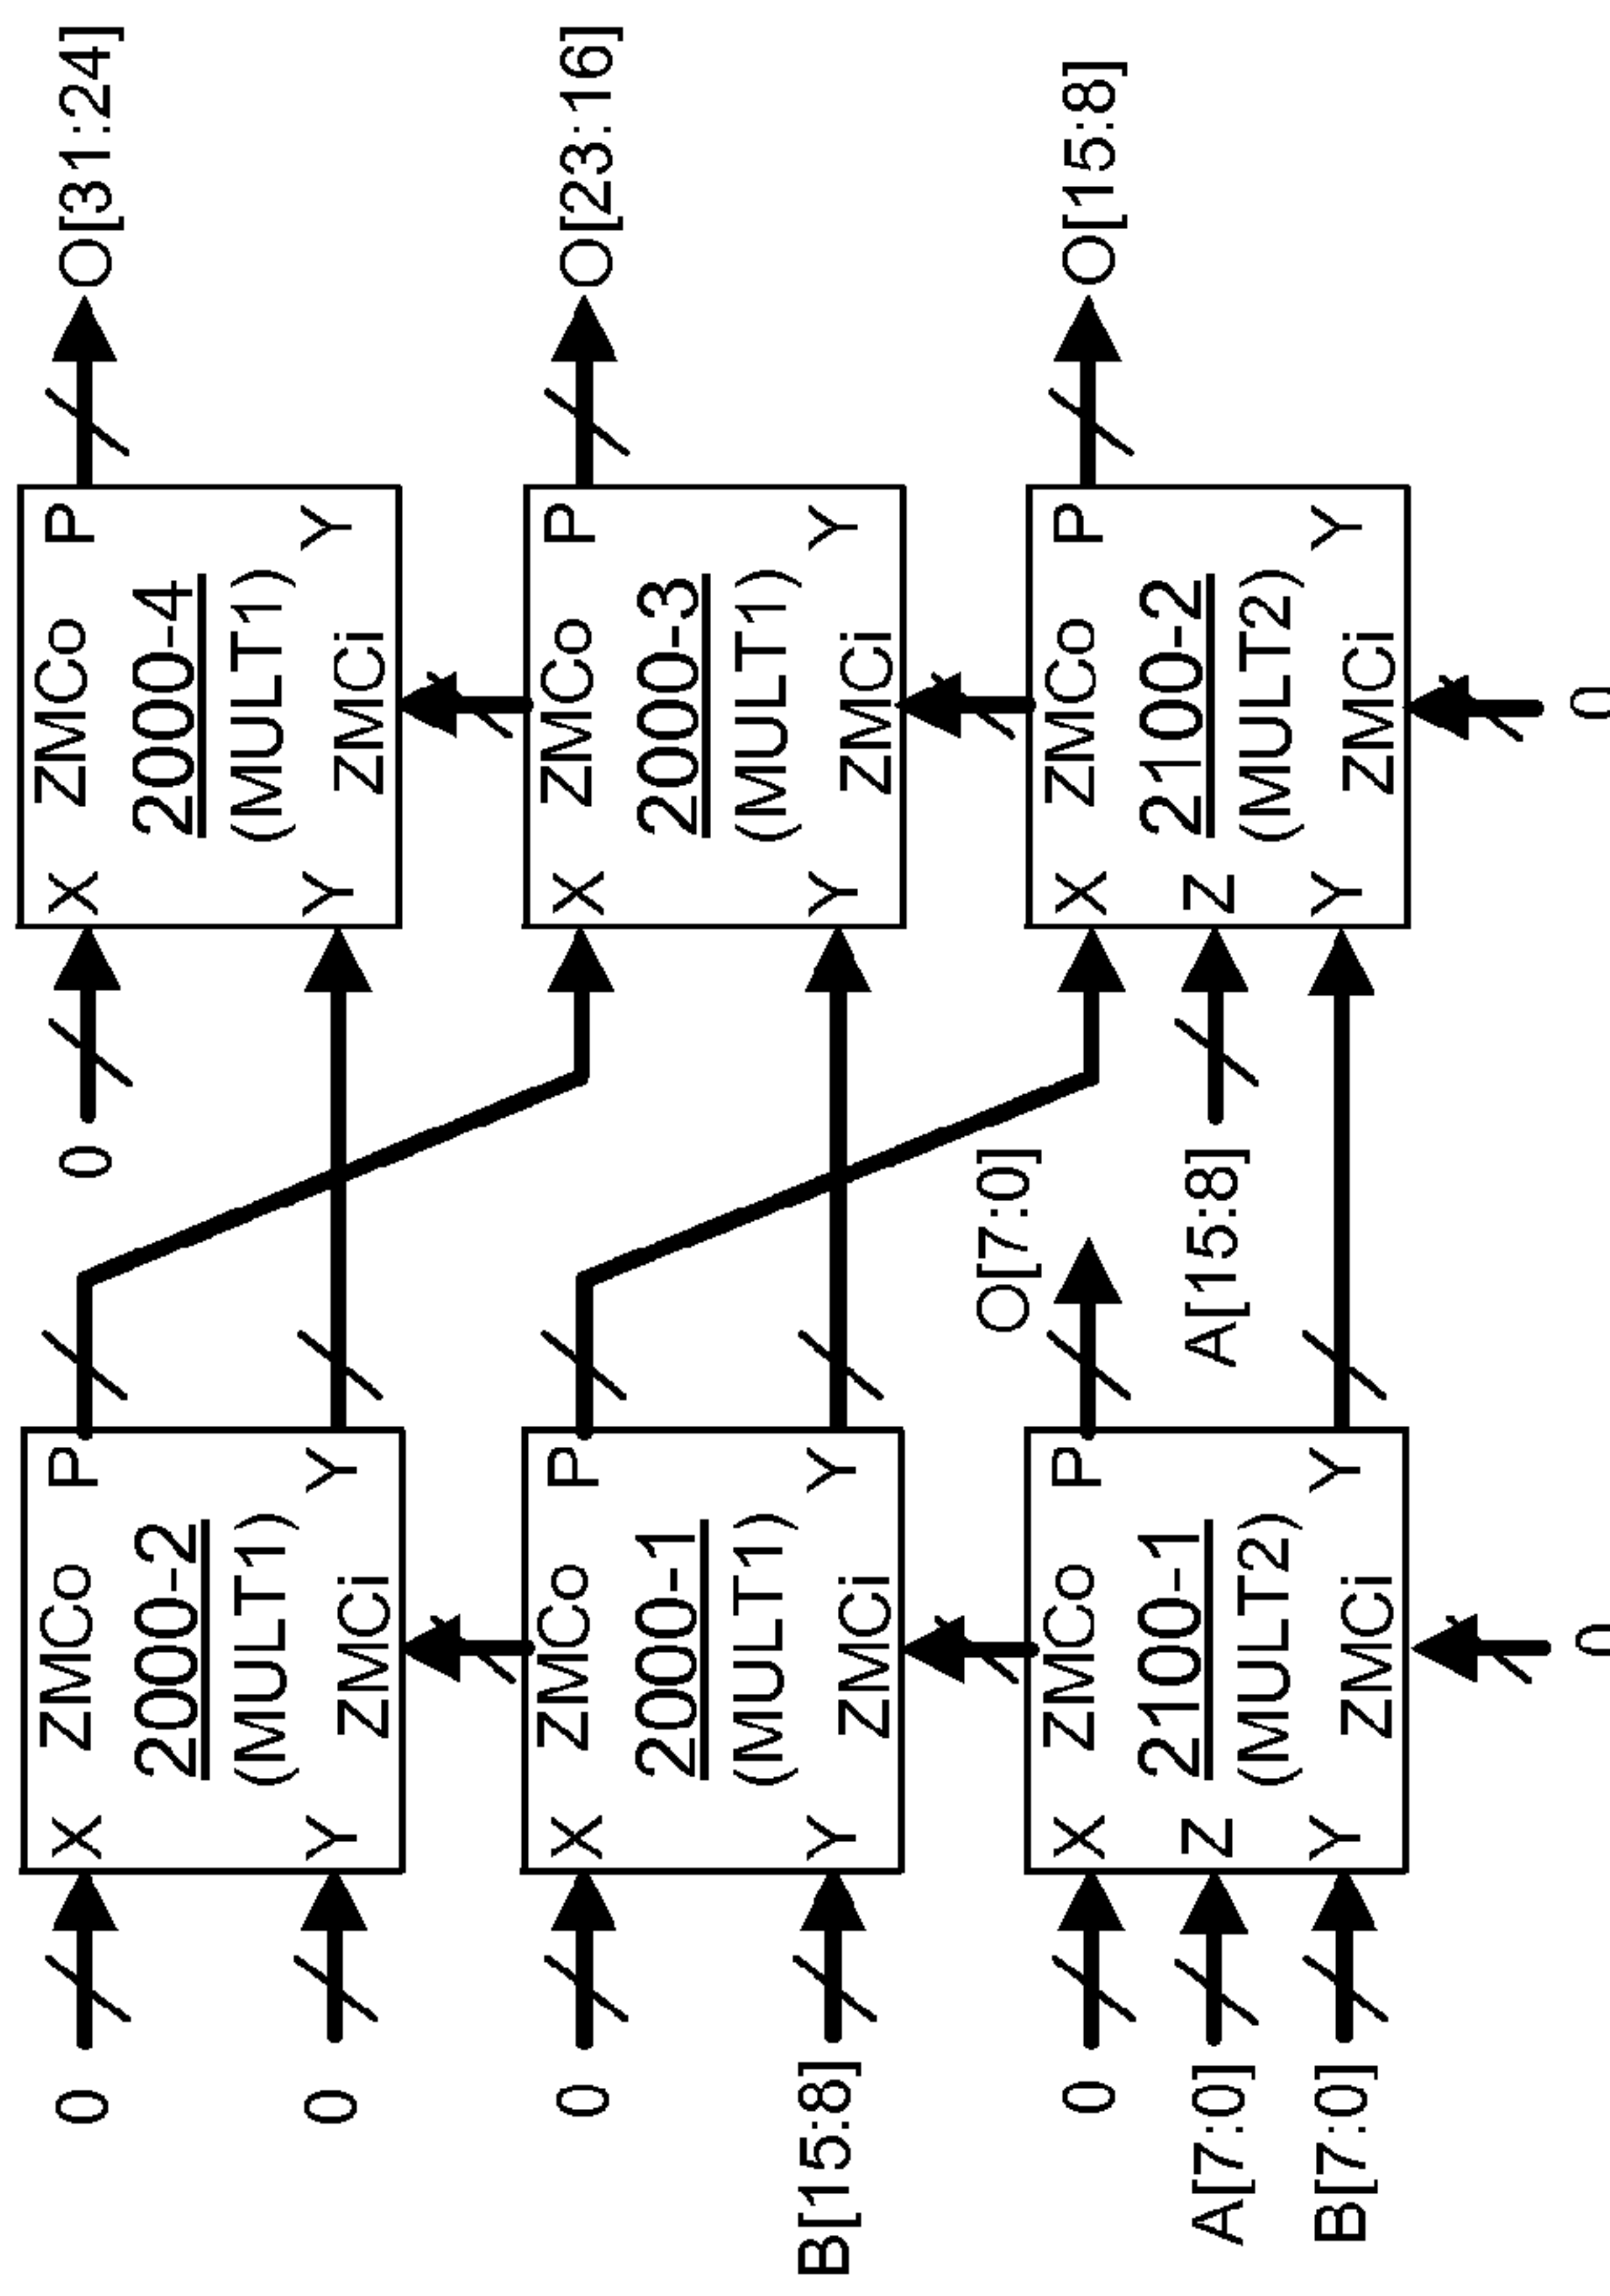 0 X ZMCo P 0 X ZMCo P O[31:24]
2000-2 2000-4
(MULT1) (MULT1)
0 Y ZMCi Y Y ZMCi Y
0 X ZMCo P X ZMCo P O[23:16]
2000-1 2000-3
(MULT1) (MULT1)
B[15:8] Y ZMCi Y Y ZMCi Y
O[7:0]
0 X ZMCo P X ZMCo P O[15:8]
A[7:0] Z 2100-1 A[15:8] Z 2100-2
(MULT2) (MULT2)
B[7:0] Y ZMCi Y Y ZMCi Y
0 0